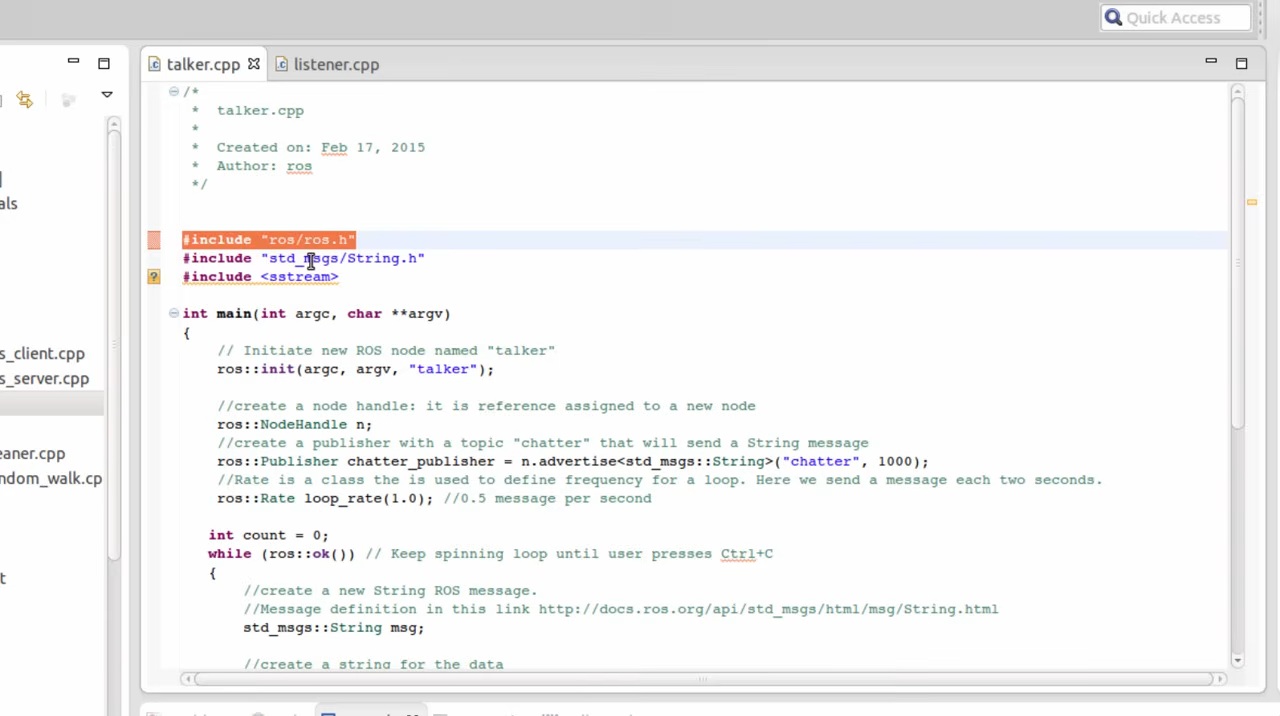 Quick Access
talker.cpp
listener.cpp
/*
* talker.cpp
*
* Created on: Feb 17, 2015
* Author: ros
*/
#include "ros/ros.h"
#include "std_msgs/String.h"
#include <sstream>
int main(int argc, char **argv)
{
// Initiate new ROS node named "talker"
ros::init(argc, argv, "talker");
//create a node handle: it is reference assigned to a new node
ros::NodeHandle n;
//create a publisher with a topic "chatter" that will send a String message
ros::Publisher chatter_publisher = n.advertise<std_msgs::String>("chatter", 1000);
//Rate is a class the is used to define frequency for a loop. Here we send a message each two seconds.
ros::Rate loop_rate(1.0); //0.5 message per second
int count = 0;
while (ros::ok()) // Keep spinning loop until user presses Ctrl+C
{
//create a new String ROS message.
//Message definition in this link http://docs.ros.org/api/std_msgs/html/msg/String.html
std_msgs::String msg;
//create a string for the data
als
s_client.cpp
s_server.cpp
eaner.cpp
ndom_walk.cp
t